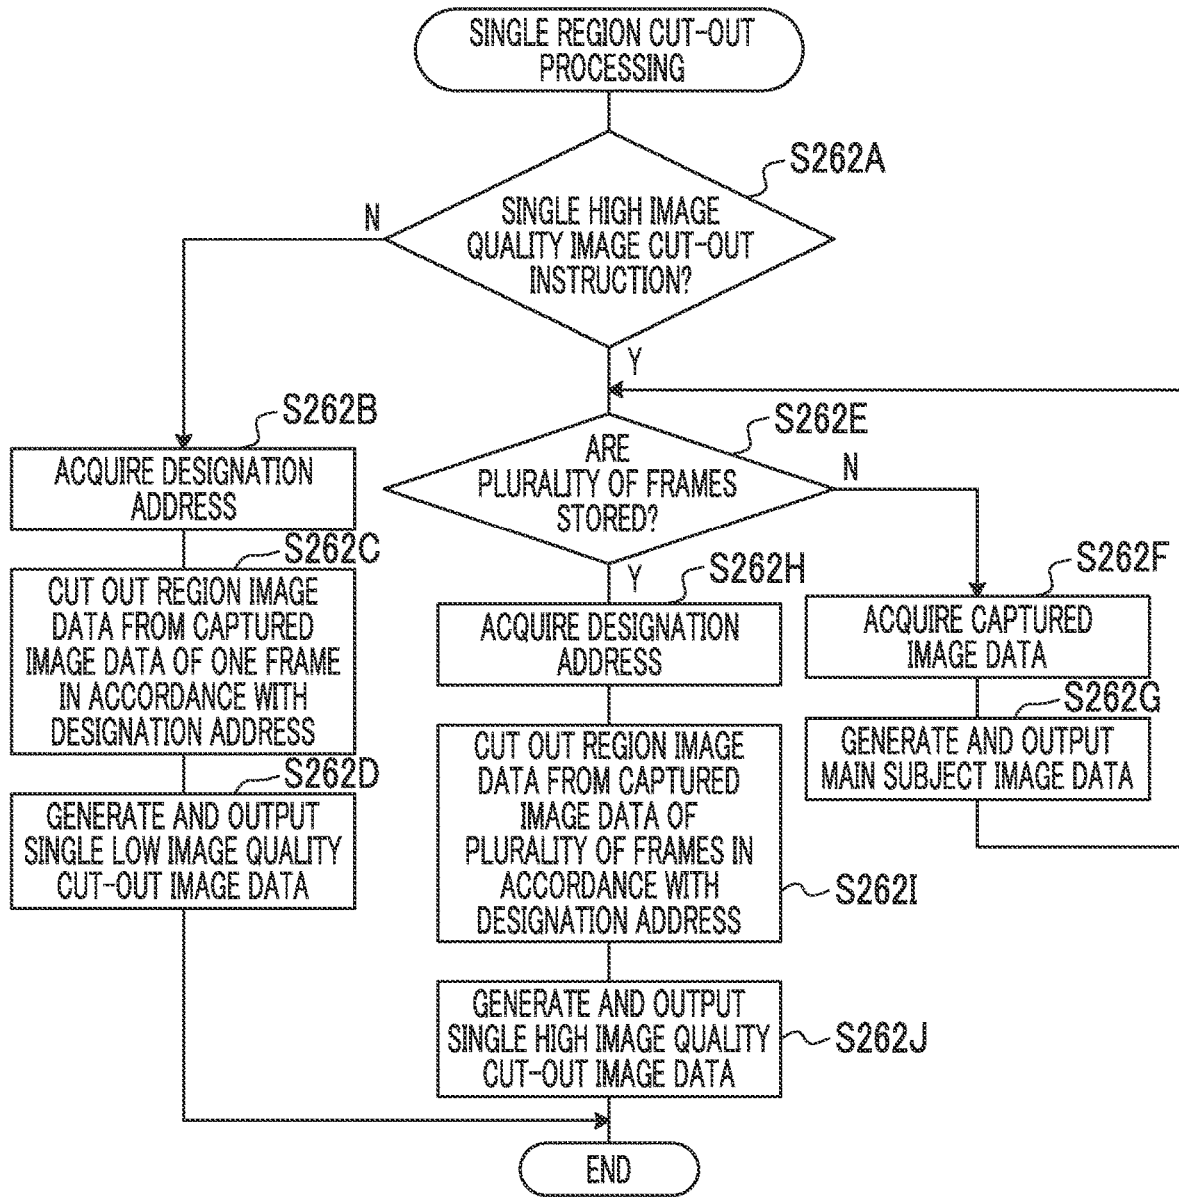 SINGLE REGION CUT-OUT
PROCESSING
S262A
SINGLE HIGH IMAGE
QUALITY IMAGE CUT-OUT
INSTRUCTION?
N
Y
S262B
ACQUIRE DESIGNATION
ADDRESS
S262C
CUT OUT REGION IMAGE
DATA FROM CAPTURED
IMAGE DATA OF ONE FRAME
IN ACCORDANCE WITH
DESIGNATION ADDRESS
S262D
GENERATE AND OUTPUT
SINGLE LOW IMAGE QUALITY
CUT-OUT IMAGE DATA
S262E
ARE
PLURALITY OF FRAMES
STORED?
N
Y
S262H
ACQUIRE DESIGNATION
ADDRESS
CUT OUT REGION IMAGE
DATA FROM CAPTURED
IMAGE DATA OF
PLURALITY OF FRAMES IN
ACCORDANCE WITH
DESIGNATION ADDRESS
S262I
GENERATE AND OUTPUT
SINGLE HIGH IMAGE QUALITY
CUT-OUT IMAGE DATA
S262J
S262F
ACQUIRE CAPTURED
IMAGE DATA
S262G
GENERATE AND OUTPUT
MAIN SUBJECT IMAGE DATA
END